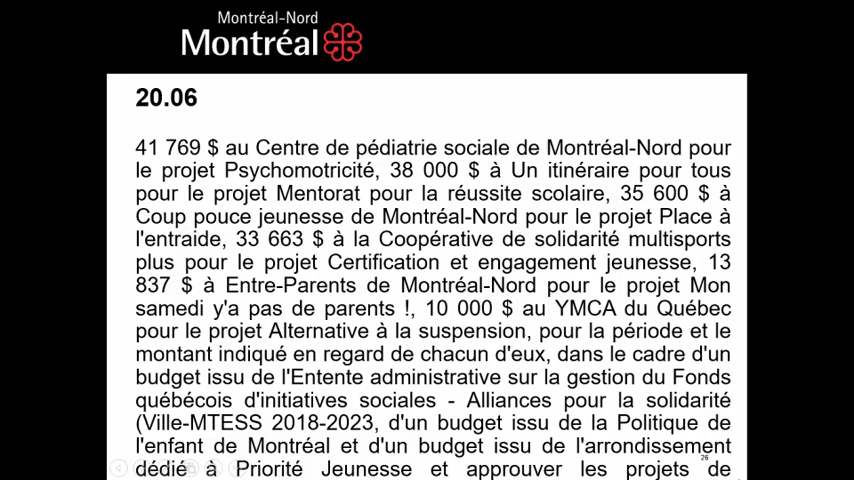 Montréal-Nord
Montréal
20.06
41 769 $ au Centre de pédiatrie sociale de Montréal-Nord pour
le projet Psychomotricité, 38 000 $ à Un itinéraire pour tous
pour le projet Mentorat pour la réussite scolaire, 35 600 $ à
Coup pouce jeunesse de Montréal-Nord pour le projet Place à
l'entraide, 33 663 $ à la Coopérative de solidarité multisports
plus pour le projet Certification et engagement jeunesse, 13
837 $ à Entre-Parents de Montréal-Nord pour le projet Mon
samedi y'a pas de parents !, 10 000 $ au YMCA du Québec
pour le projet Alternative à la suspension, pour la période et le
montant indiqué en regard de chacun d'eux, dans le cadre d'un
budget issu de l'Entente administrative sur la gestion du Fonds
québécois d'initiatives sociales - Alliances pour la solidarité
(Ville-MTESS 2018-2023, d'un budget issu de la Politique de
l'enfant de Montréal et d'un budget issu de l'arrondissement
26
dédié à Priorité Jeunesse et approuver les projets de